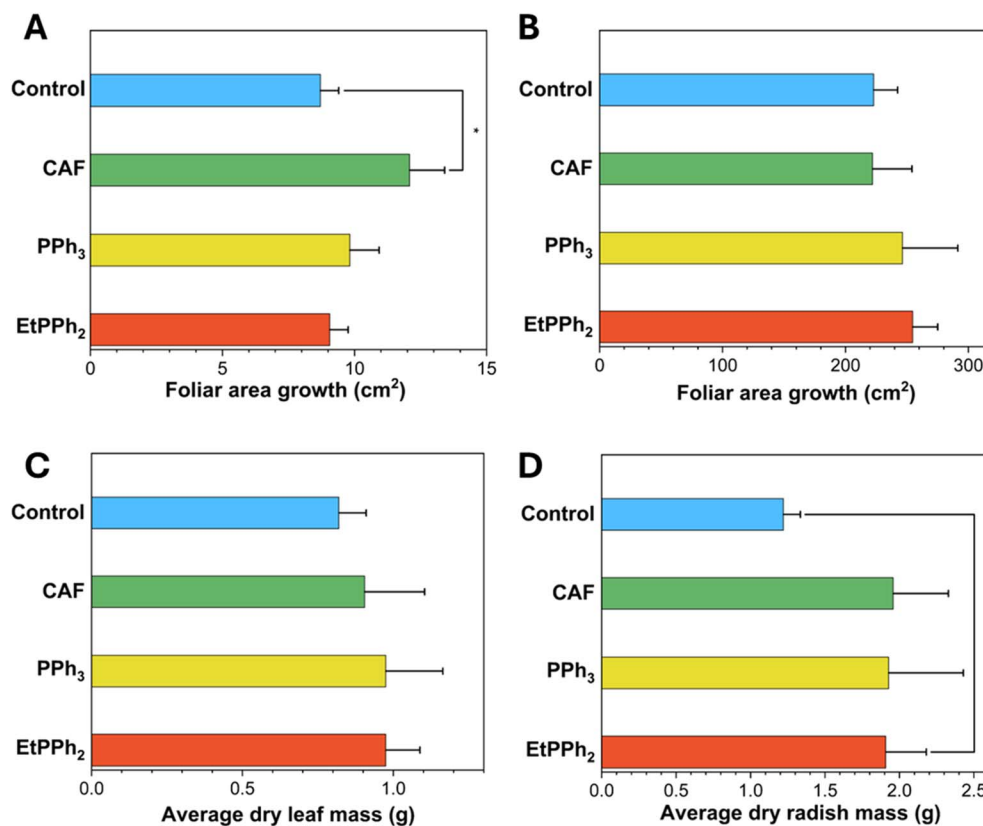 A
Control
CAF
PPh₃
EtPPh₂
*
0 5 10 15
Foliar area growth (cm²)
B
Control
CAF
PPh₃
EtPPh₂
0 100 200 300
Foliar area growth (cm²)
C
Control
CAF
PPh₃
EtPPh₂
0.0 0.5 1.0
Average dry leaf mass (g)
D
Control
CAF
PPh₃
EtPPh₂
0.0 0.5 1.0 1.5 2.0 2.5
Average dry radish mass (g)